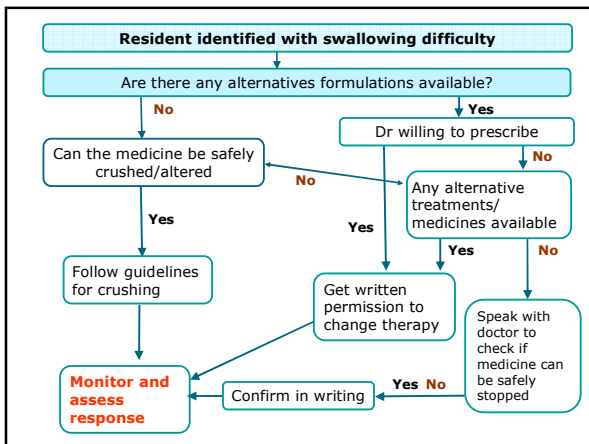 Resident identified with swallowing difficulty
Are there any alternatives formulations available?
No
Yes
Dr willing to prescribe
Can the medicine be safely
crushed/altered
No
No
Any alternative
treatments/
medicines available
Yes
Yes
Yes
No
Follow guidelines
for crushing
Get written
permission to
change therapy
Speak with
doctor to
check if
medicine can
be safely
stopped
Monitor and
assess
response
Confirm in writing
Yes No